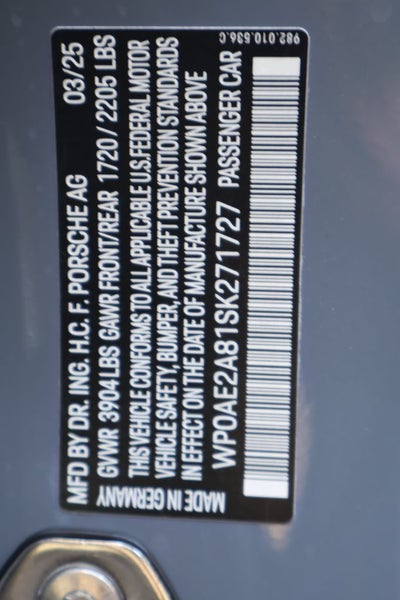 MFD BY DR. ING. H.C. F. PORSCHE AG 03/25
GVWR 3904 LBS GAWR FRONT/REAR 1720 / 2205 LBS
THIS VEHICLE CONFORMS TO ALL APPLICABLE U.S.FEDERAL MOTOR
VEHICLE SAFETY, BUMPER, AND THEFT PREVENTION STANDARDS
IN EFFECT ON THE DATE OF MANUFACTURE SHOWN ABOVE
MADE IN GERMANY WP0AE2A81SK271727 PASSENGER CAR
982.010.536.C